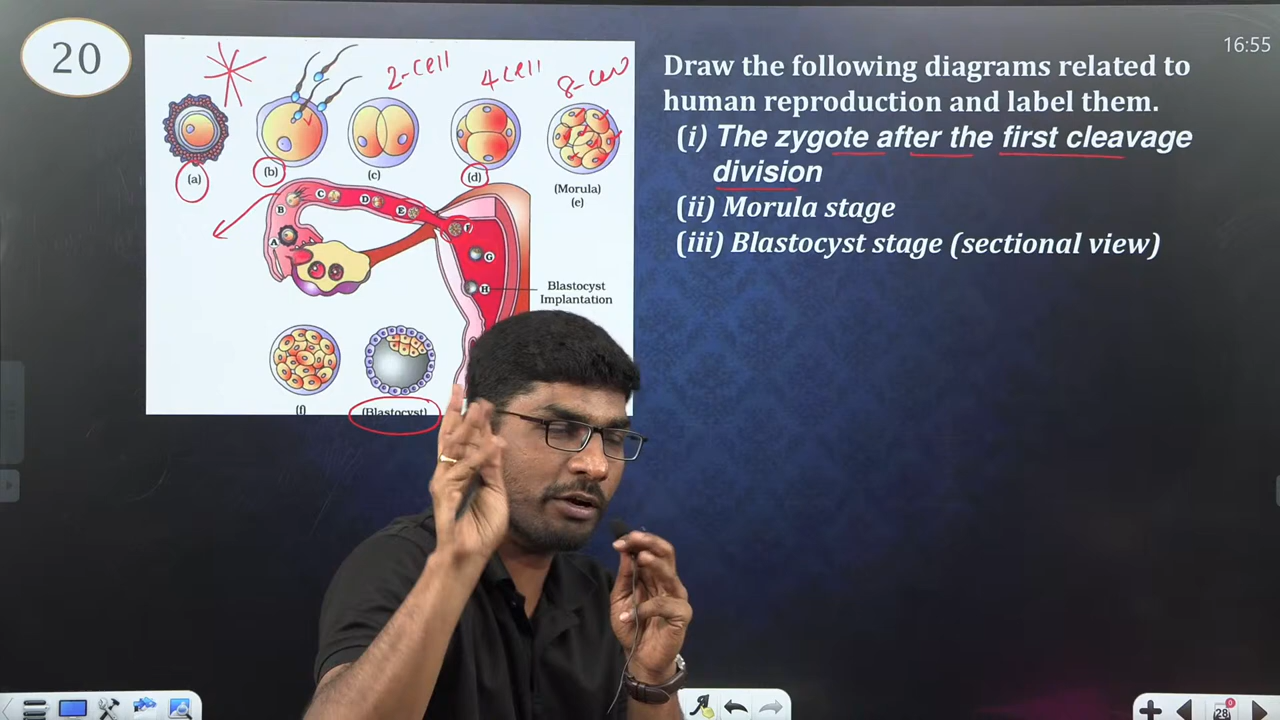 20
16:55
2-Cell
4 Cell
8-Cell
(a)
(b)
(c)
(d)
(Morula)
(e)
A
B
C
D
E
F
G
H
Blastocyst
Implantation
(f)
(Blastocyst)
Draw the following diagrams related to
human reproduction and label them.
(i) The zygote after the first cleavage
division
(ii) Morula stage
(iii) Blastocyst stage (sectional view)
28
0